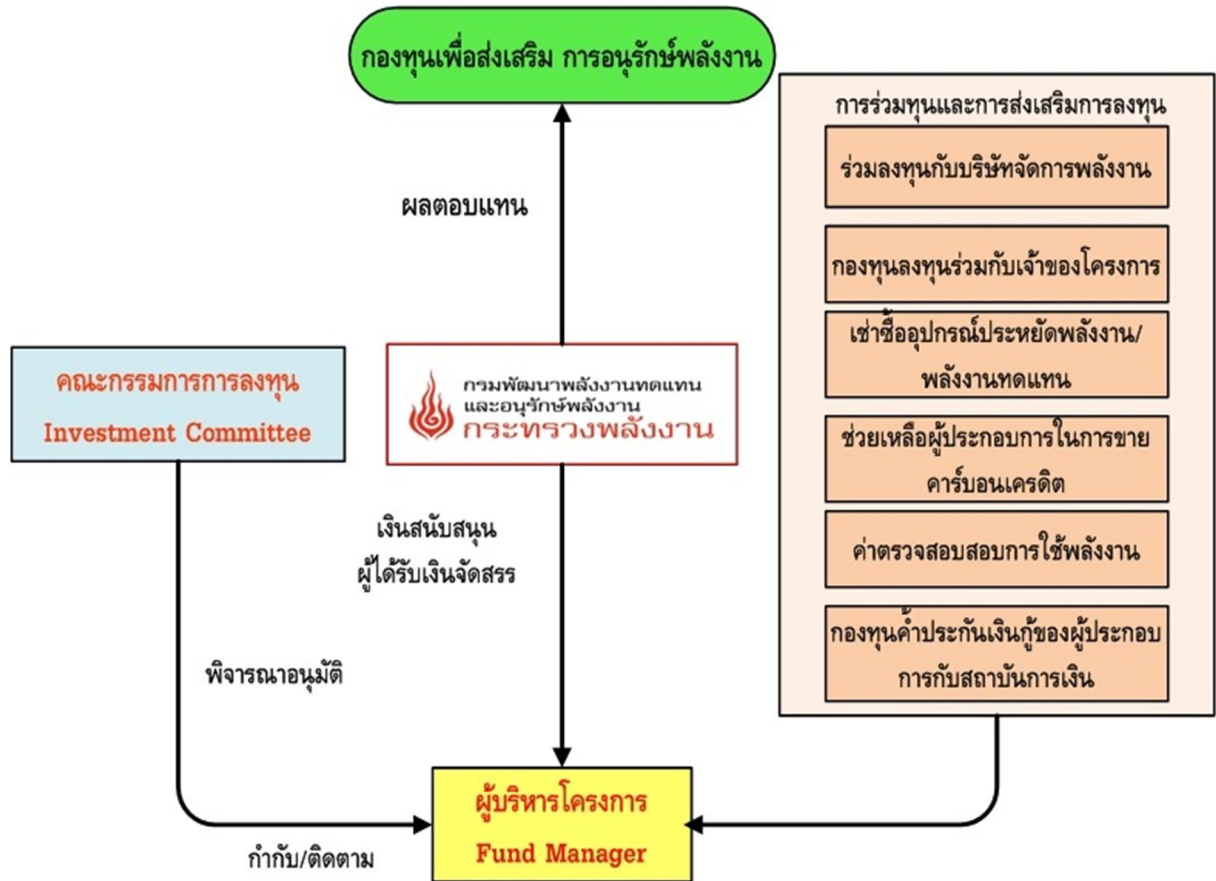 กองทุนเพื่อส่งเสริม การอนุรักษ์พลังงาน
ผลตอบแทน
คณะกรรมการการลงทุน
Investment Committee
กรมพัฒนาพลังงานทดแทน
และอนุรักษ์พลังงาน
กระทรวงพลังงาน
เงินสนับสนุน
ผู้ได้รับเงินจัดสรร
พิจารณาอนุมัติ
กำกับ/ติดตาม
ผู้บริหารโครงการ
Fund Manager
การร่วมทุนและการส่งเสริมการลงทุน
ร่วมลงทุนกับบริษัทจัดการพลังงาน
กองทุนลงทุนร่วมกับเจ้าของโครงการ
เช่าซื้ออุปกรณ์ประหยัดพลังงาน/
พลังงานทดแทน
ช่วยเหลือผู้ประกอบการในการขาย
คาร์บอนเครดิต
ค่าตรวจสอบสอบการใช้พลังงาน
กองทุนค้ำประกันเงินกู้ของผู้ประกอบ
การกับสถาบันการเงิน